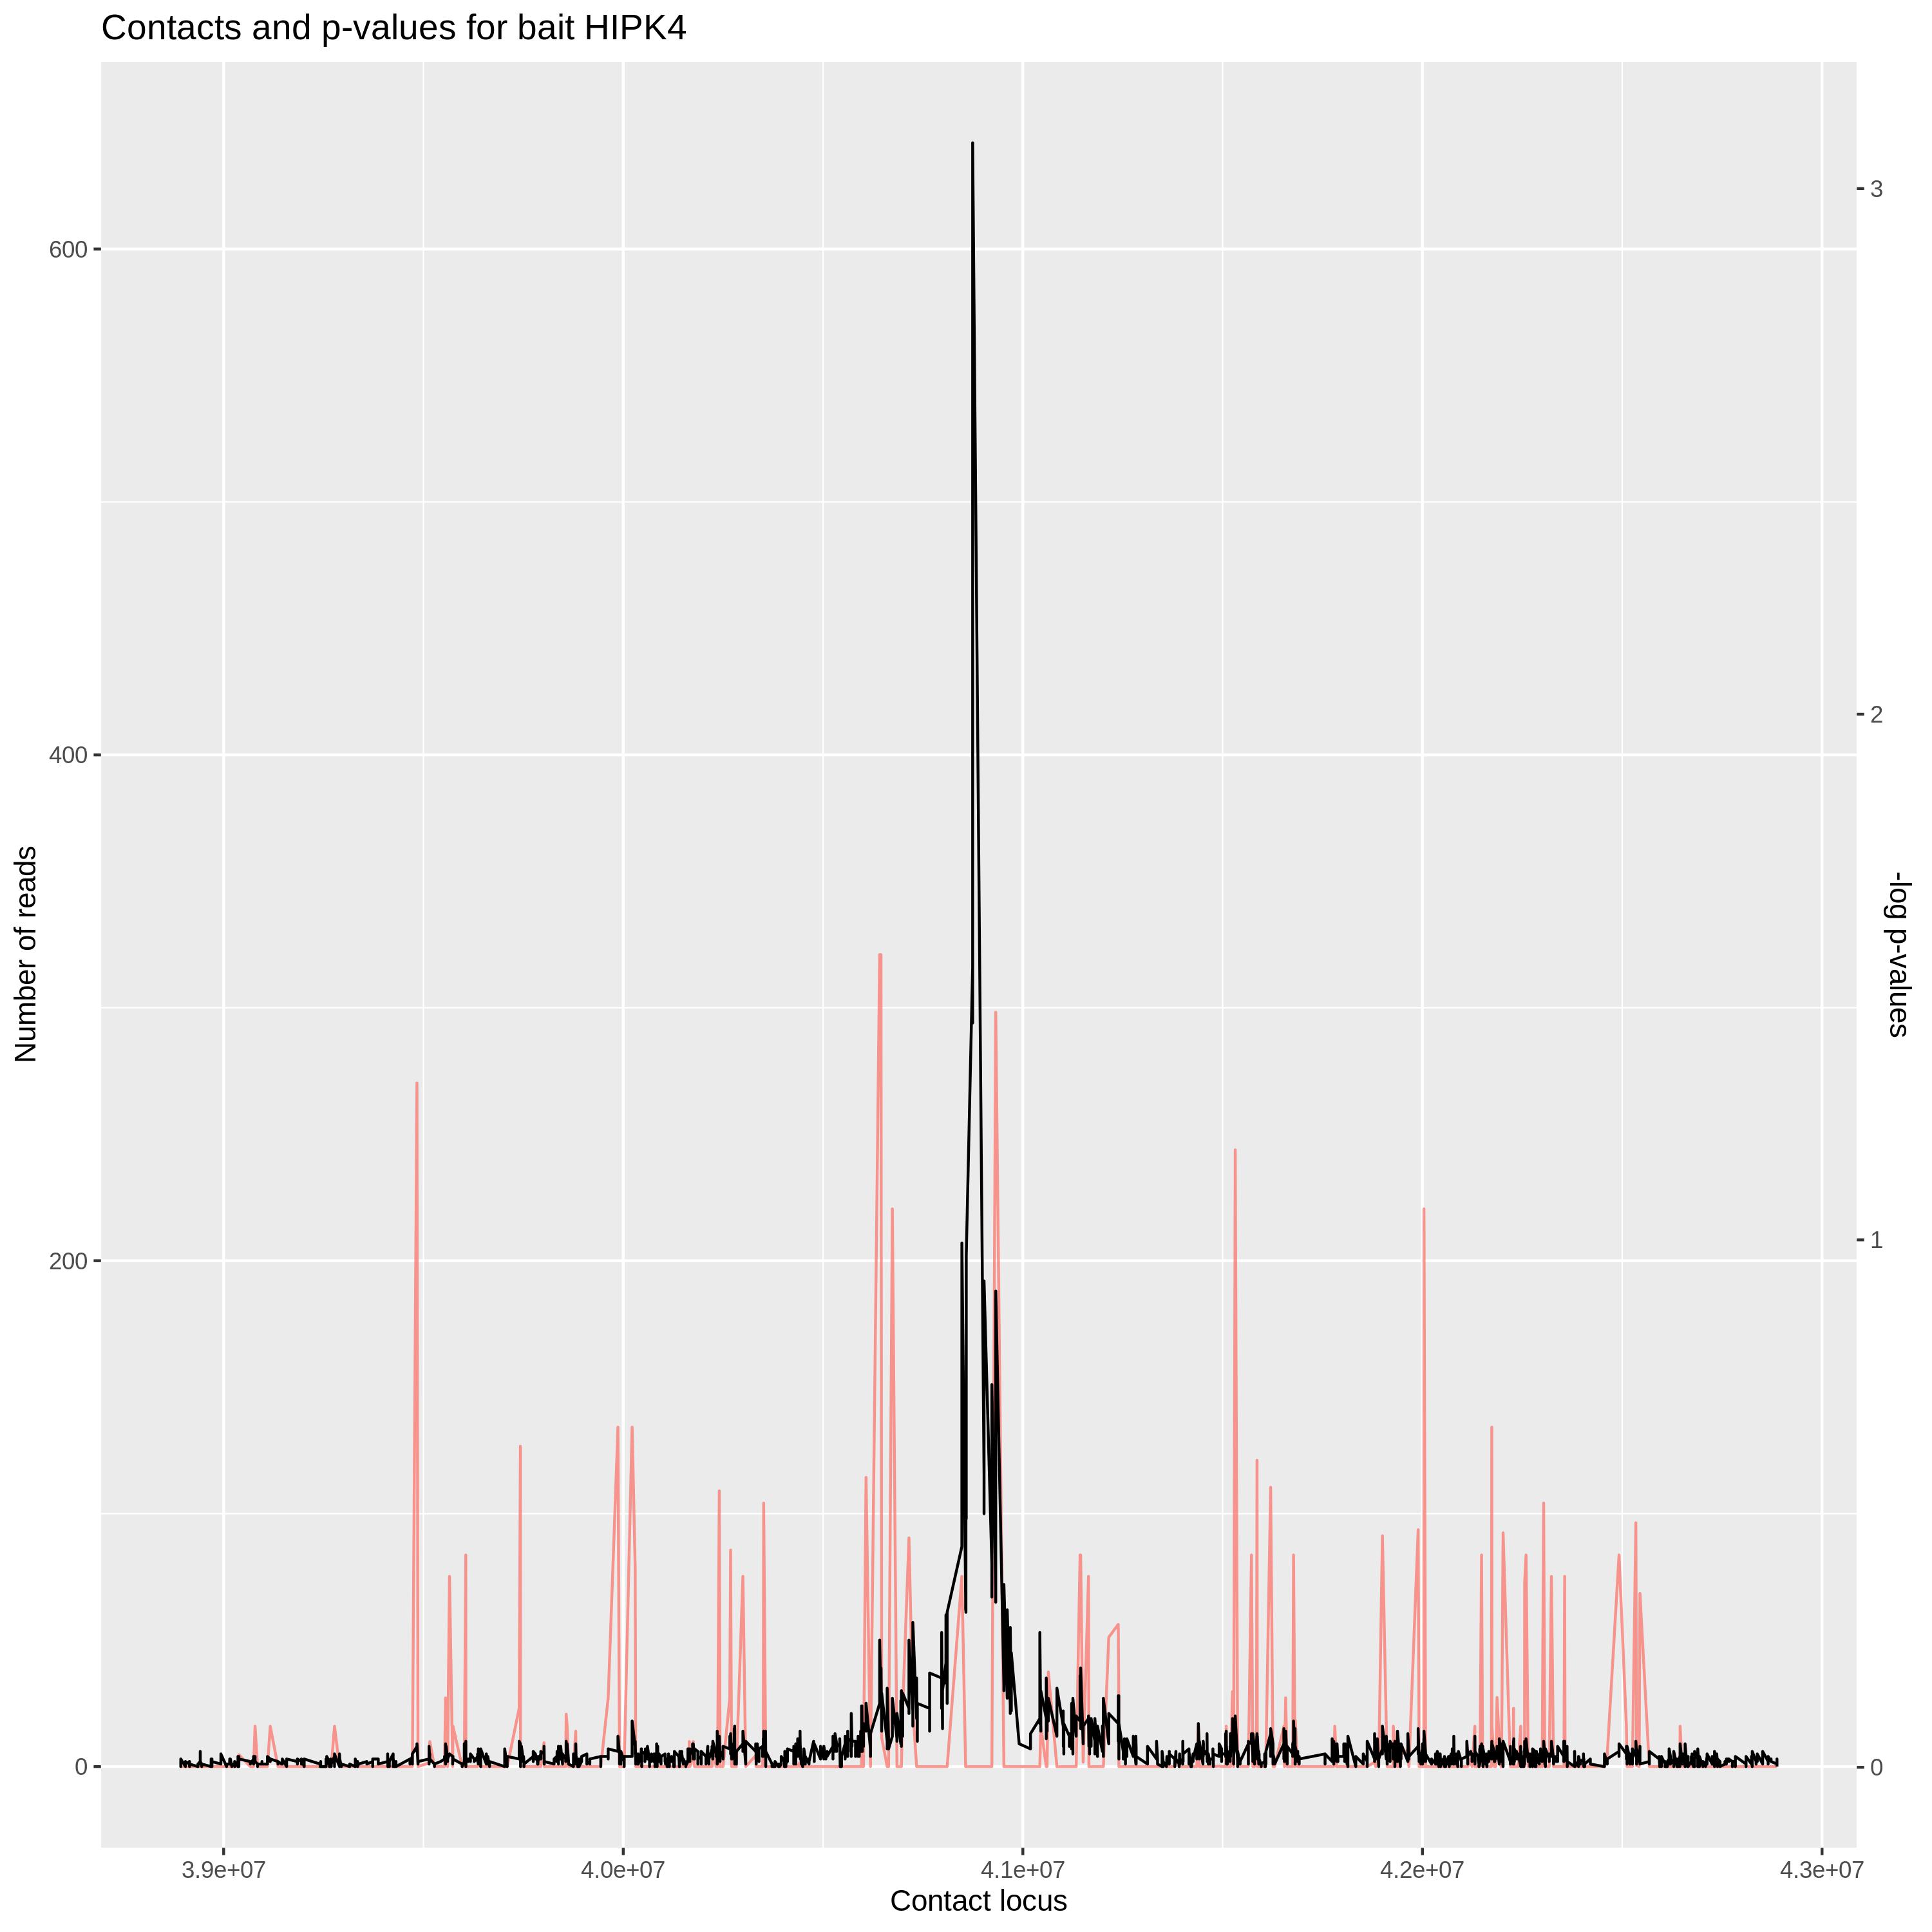 Contacts and p-values for bait HIPK4
600
400
200
0
3
2
1
0
Number of reads
-log p-values
3.9e+07 4.0e+07 4.1e+07 4.2e+07 4.3e+07
Contact locus